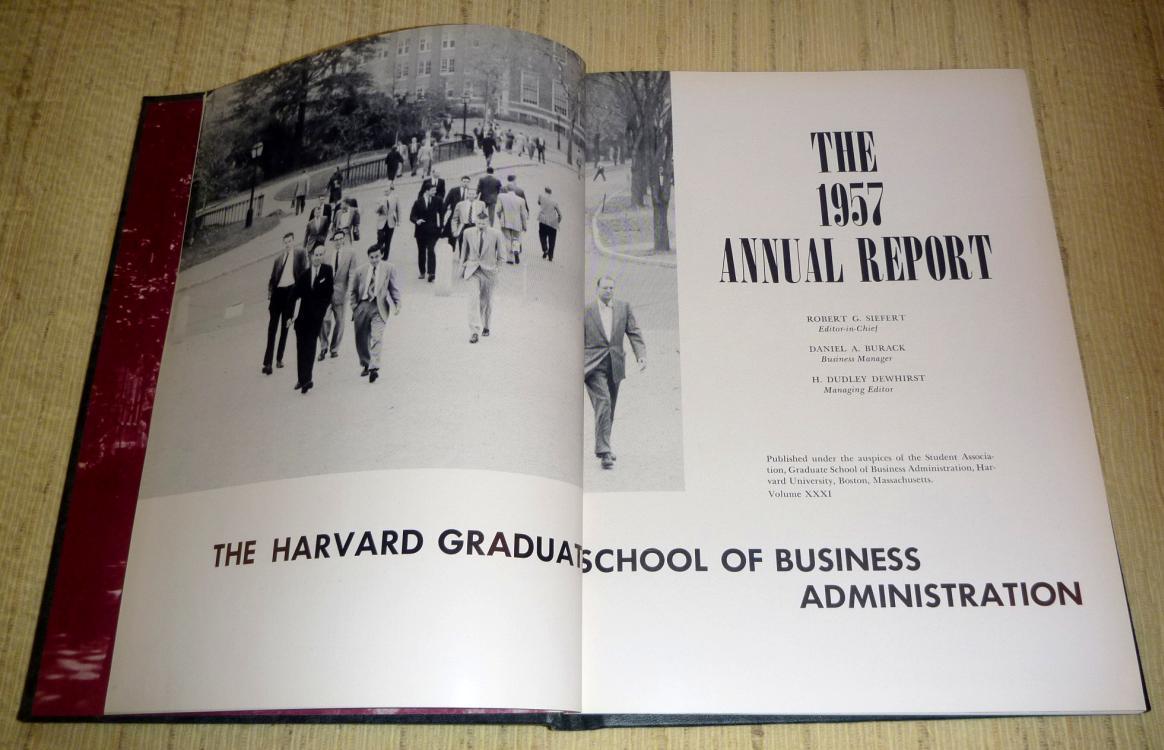 THE
1957
ANNUAL REPORT
ROBERT G. SIEFERT
Editor-in-Chief
DANIEL A. BURACK
Business Manager
H. DUDLEY DEWHIRST
Managing Editor
Published under the auspices of the Student Associa-
tion, Graduate School of Business Administration, Har-
vard University, Boston, Massachusetts.
Volume XXXI
THE HARVARD GRADUAT SCHOOL OF BUSINESS
ADMINISTRATION